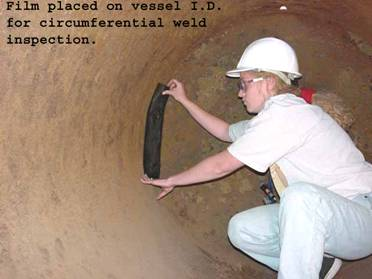 Film placed on vessel I.D.
for circumferential weld
inspection.